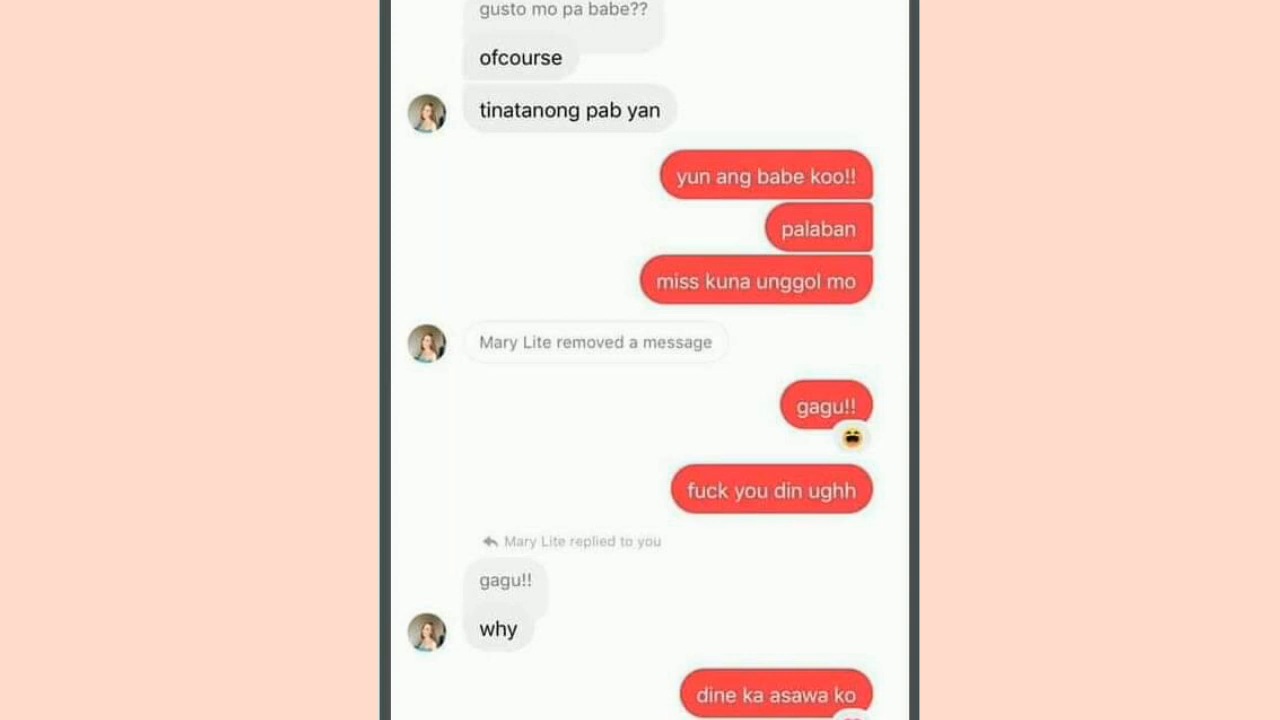 gusto mo pa babe??
ofcourse
tinatanong pab yan
yun ang babe koo!!
palaban
miss kuna unggol mo
Mary Lite removed a message
gagu!!
fuck you din ughh
Mary Lite replied to you
gagu!!
why
dine ka asawa ko